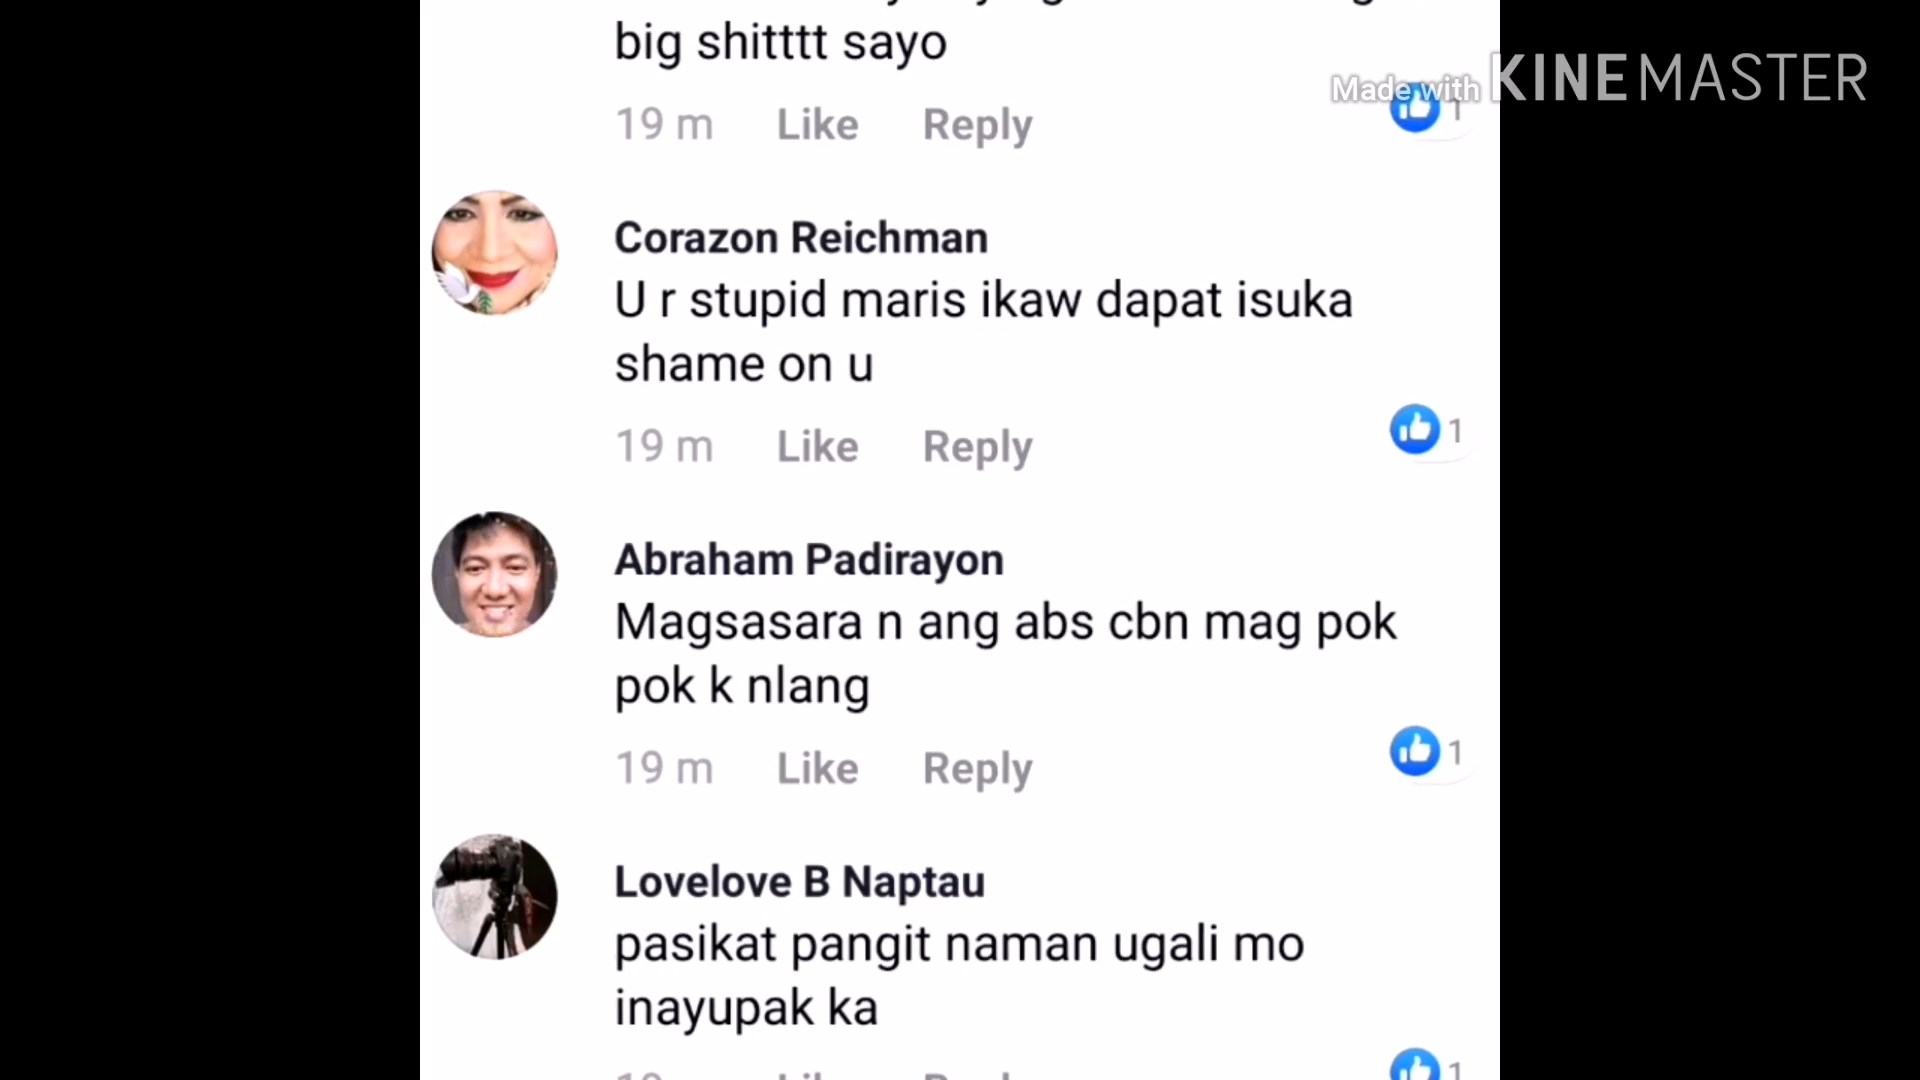 big shitttt sayo
Made with KINEMASTER
19 m Like Reply 1
Corazon Reichman
U r stupid maris ikaw dapat isuka
shame on u
19 m Like Reply 1
Abraham Padirayon
Magsasara n ang abs cbn mag pok
pok k nlang
19 m Like Reply 1
Lovelove B Naptau
pasikat pangit naman ugali mo
inayupak ka
1